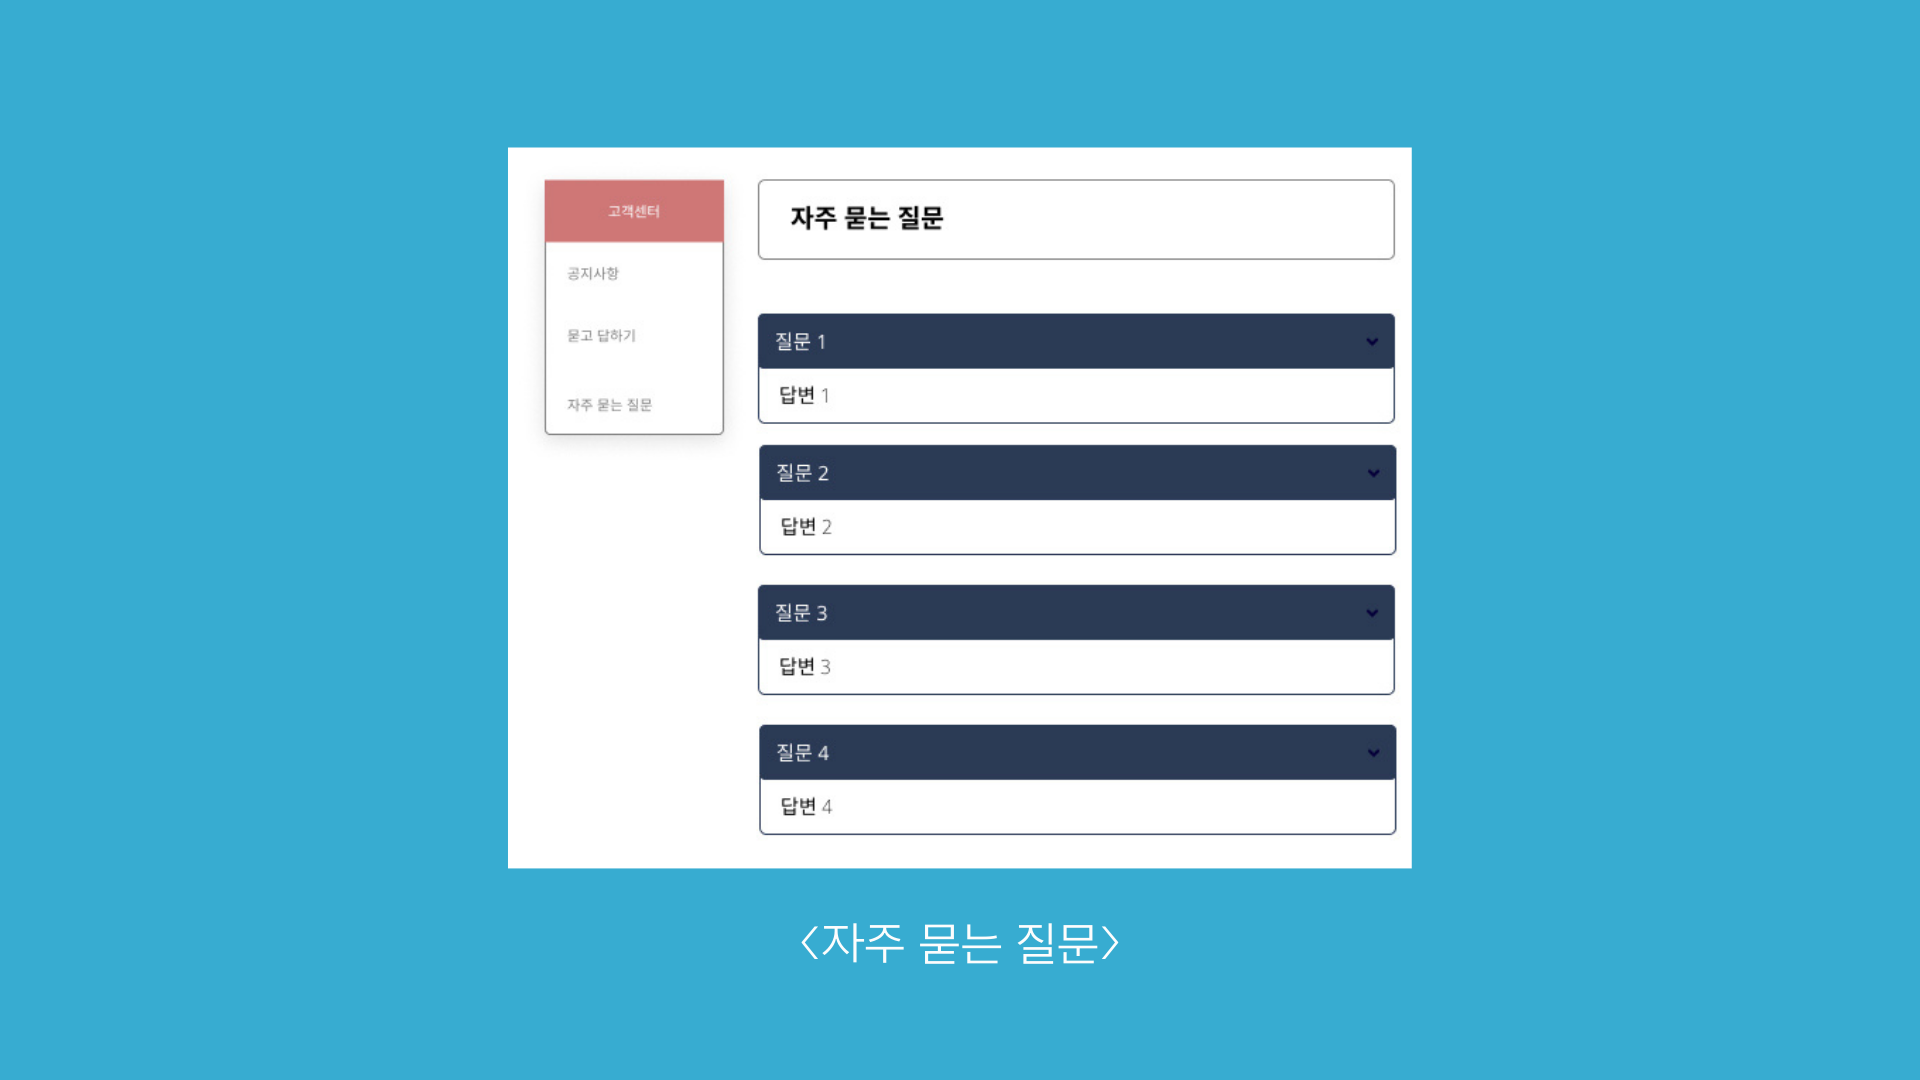 고객센터
공지사항
묻고 답하기
자주 묻는 질문
자주 묻는 질문
질문 1
답변 1
질문 2
답변 2
질문 3
답변 3
질문 4
답변 4
<자주 묻는 질문>